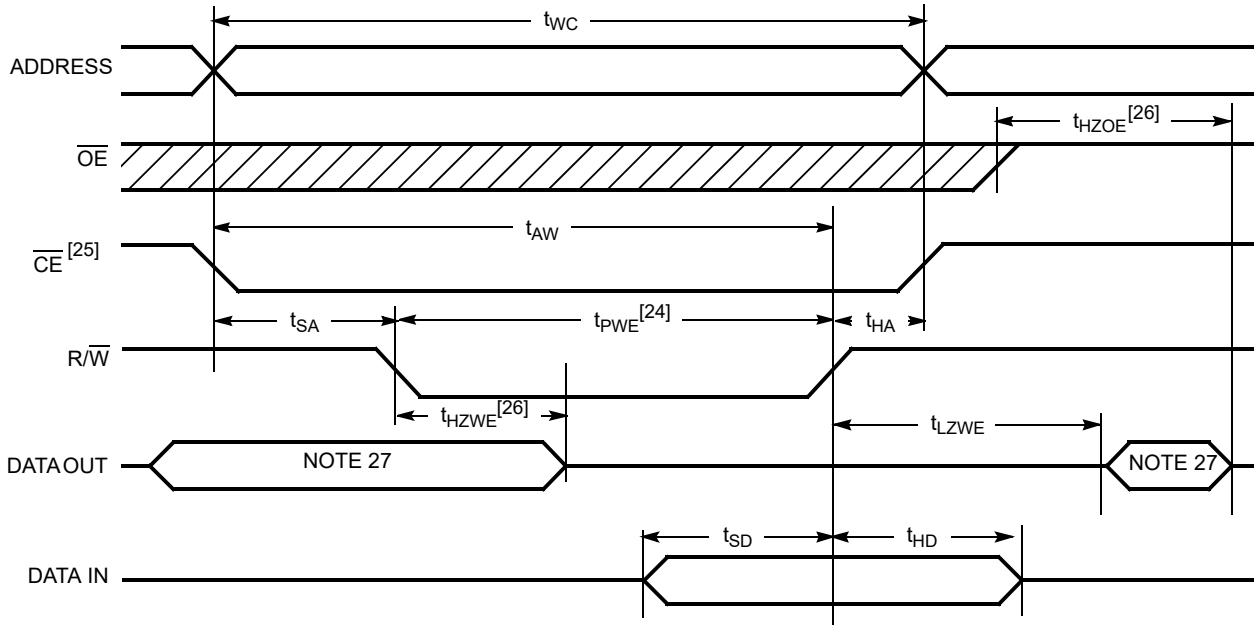 tWC
ADDRESS
tHZOE[26]
OE
tAW
CE [25]
tSA
tPWE[24]
tHA
R/W
tHZWE[26]
tLZWE
DATA OUT
NOTE 27
NOTE 27
tSD
tHD
DATA IN